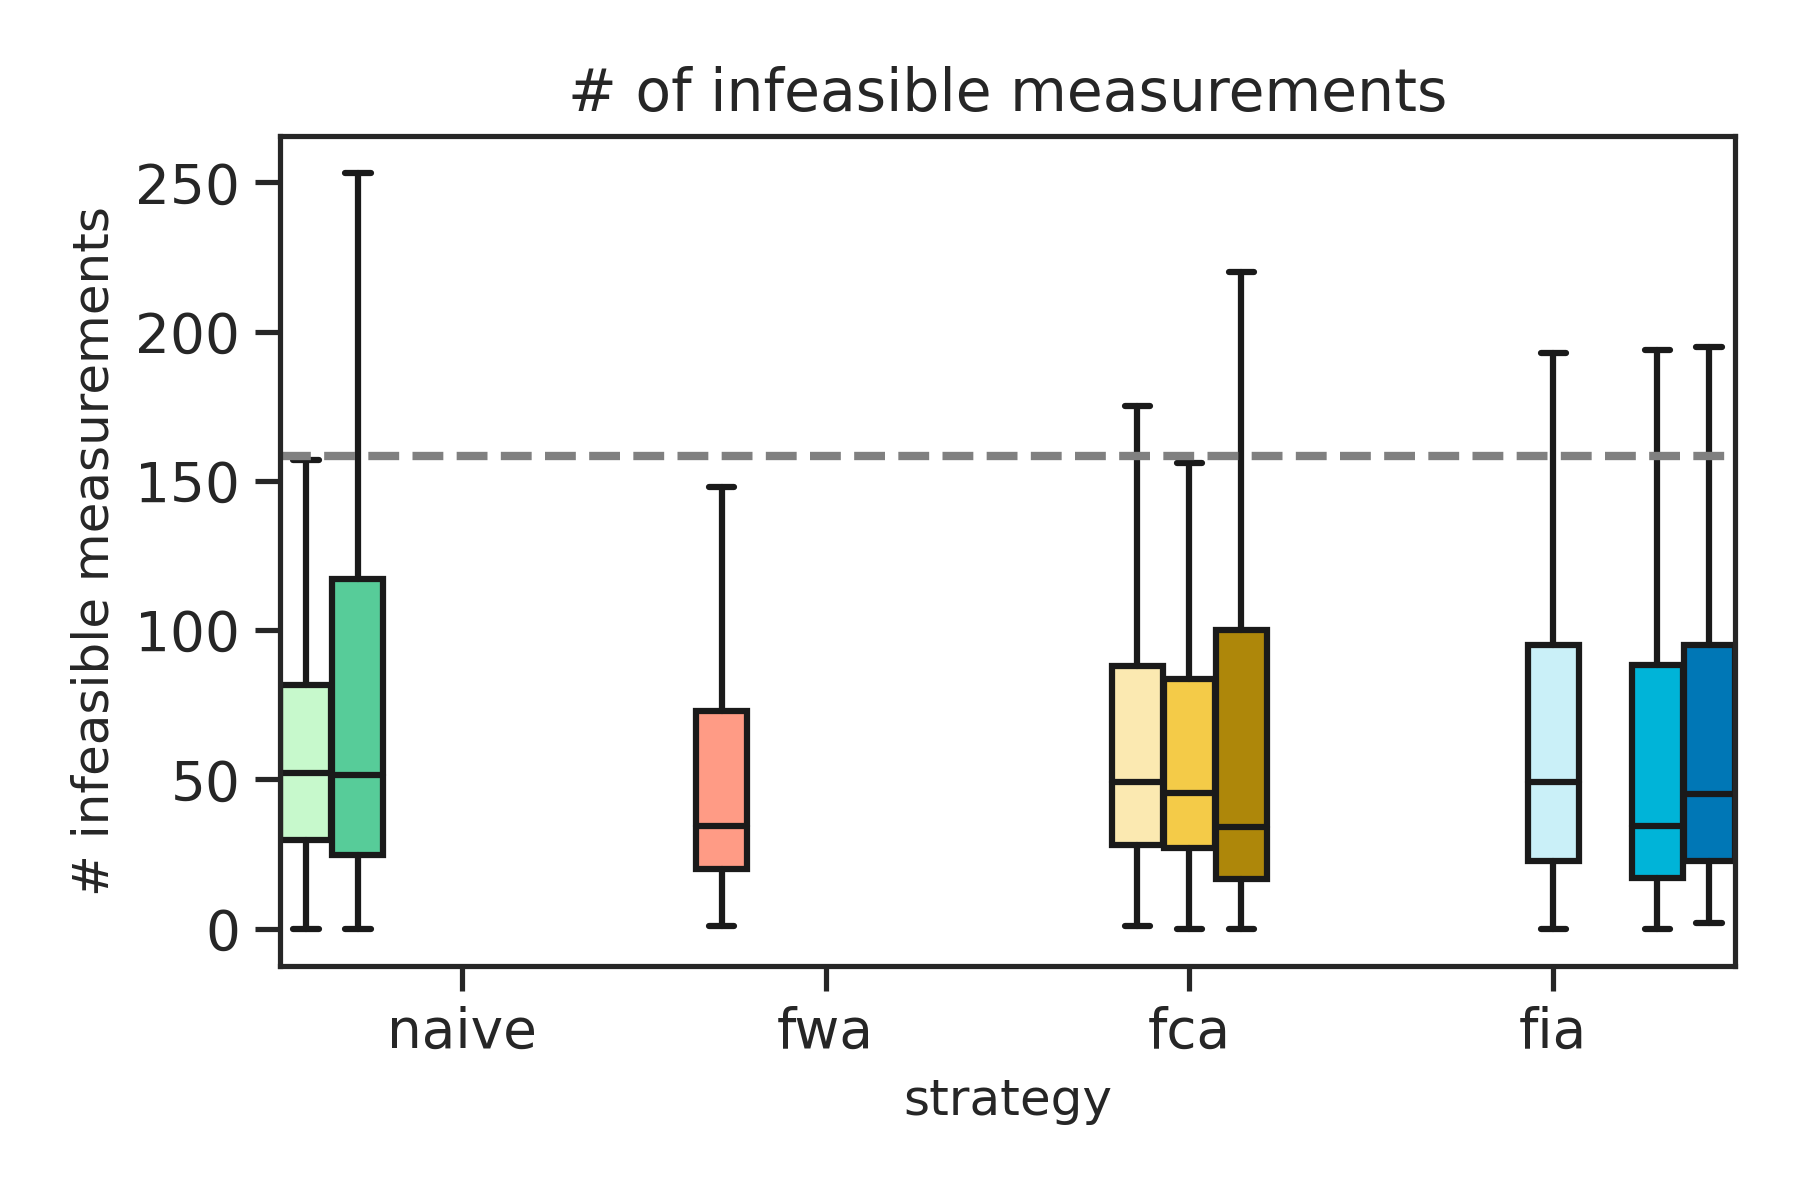 # of infeasible measurements
# infeasible measurements
250
200
150
100
50
0
naive fwa fca fia
strategy